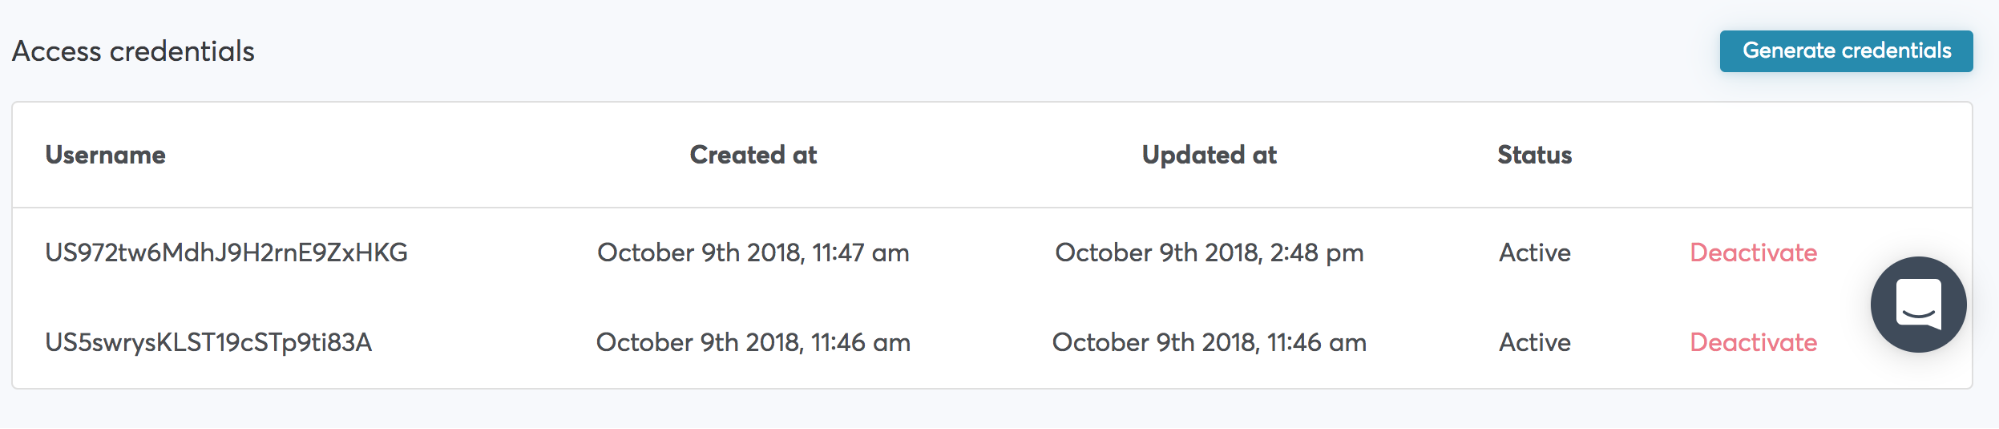 Access credentials Generate credentials
Username Created at Updated at Status
US972tw6MdhJ9H2rnE9ZxHKG October 9th 2018, 11:47 am October 9th 2018, 2:48 pm Active Deactivate
US5swrysKLST19cSTp9ti83A October 9th 2018, 11:46 am October 9th 2018, 11:46 am Active Deactivate